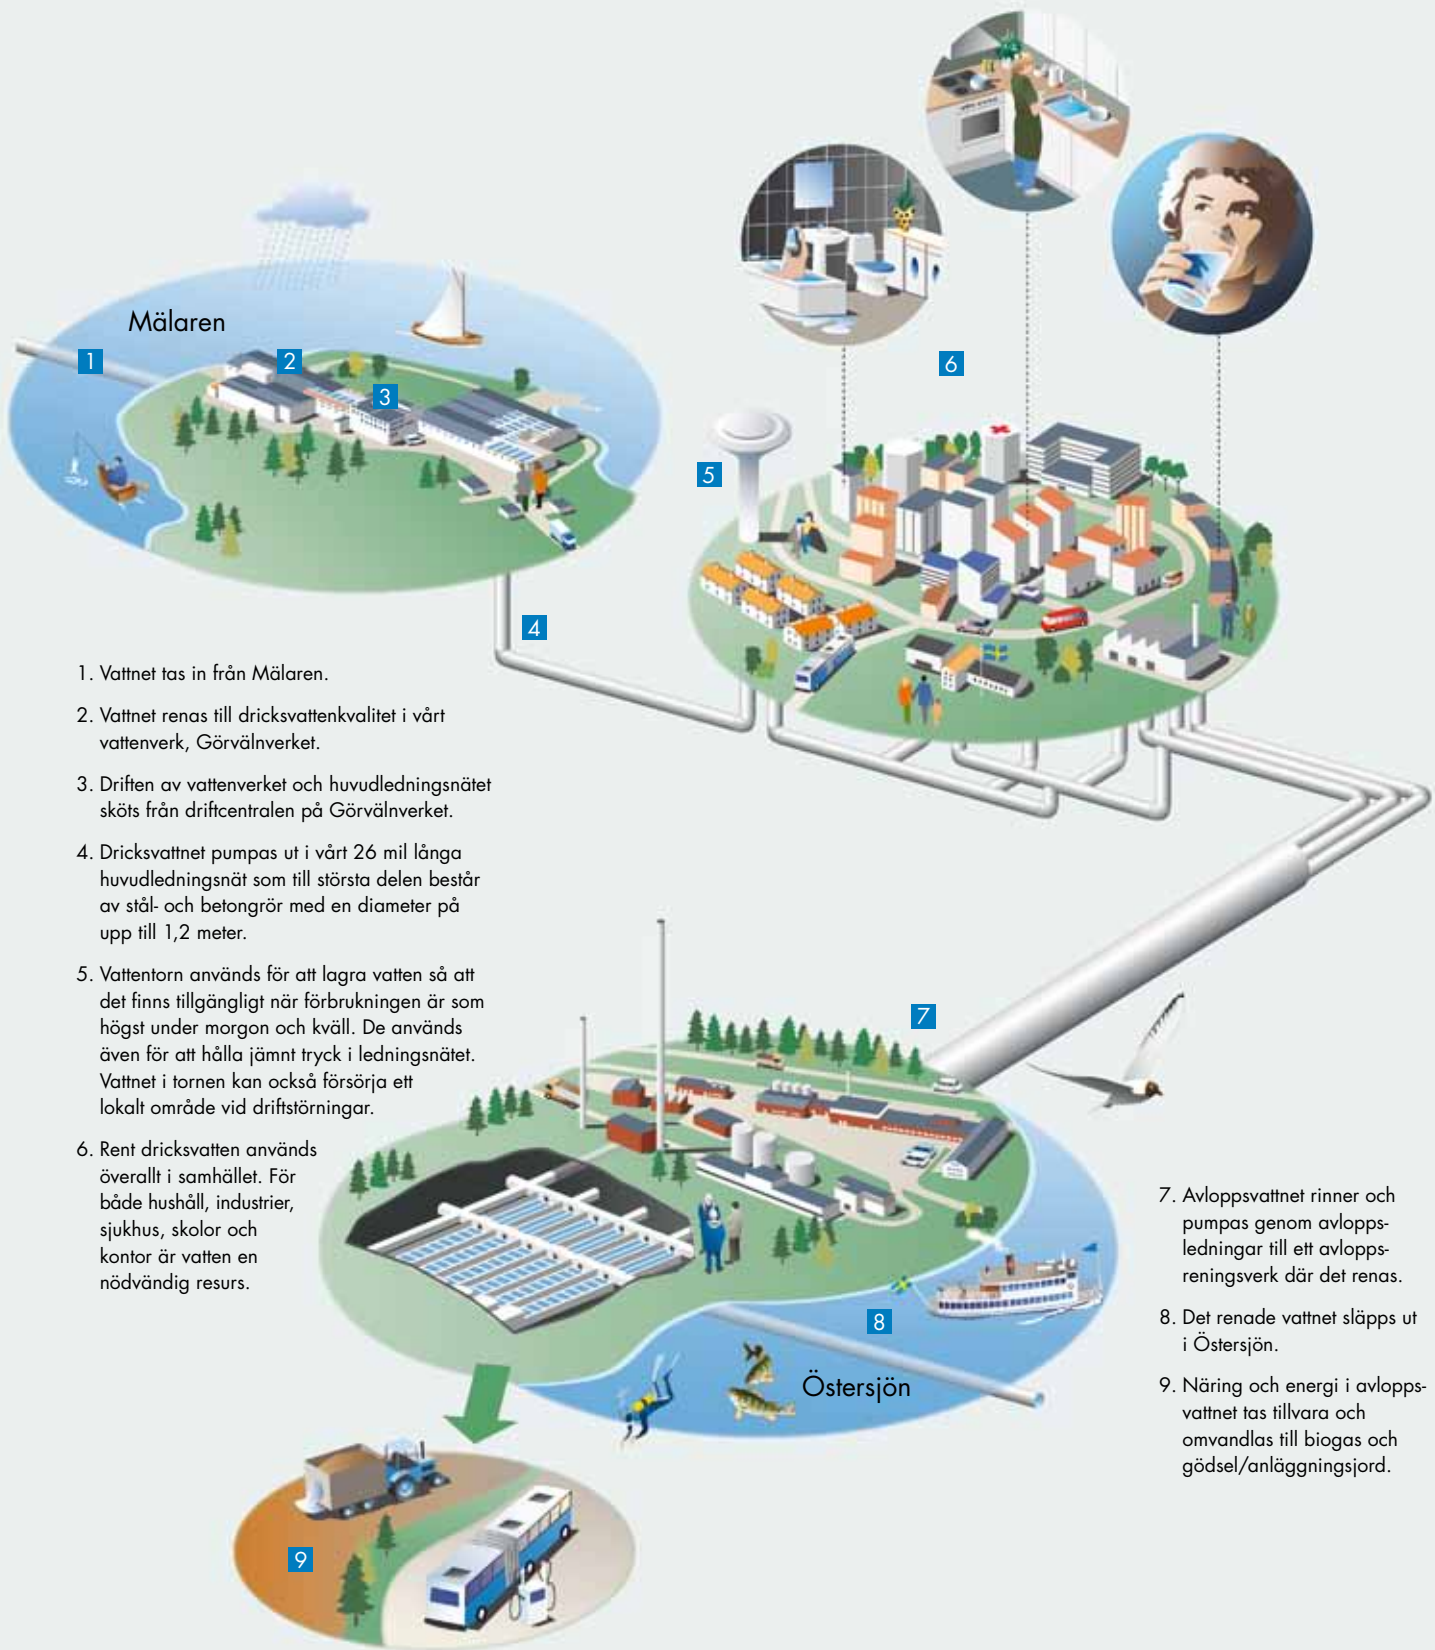 Mälaren
1
2
3
6
5
4
1. Vattnet tas in från Mälaren.
2. Vattnet renas till dricksvattenkvalitet i vårt
vattenverk, Görvälnverket.
3. Driften av vattenverket och huvudledningsnätet
sköts från driftcentralen på Görvälnverket.
4. Dricksvattnet pumpas ut i vårt 26 mil långa
huvudledningsnät som till största delen består
av stål- och betongrör med en diameter på
upp till 1,2 meter.
5. Vattentorn används för att lagra vatten så att
det finns tillgängligt när förbrukningen är som
högst under morgon och kväll. De används
även för att hålla jämnt tryck i ledningsnätet.
Vattnet i tornen kan också försörja ett
lokalt område vid driftstörningar.
6. Rent dricksvatten används
överallt i samhället. För
både hushåll, industrier,
sjukhus, skolor och
kontor är vatten en
nödvändig resurs.
7
8
Östersjön
9
7. Avloppsvattnet rinner och
pumpas genom avlopps-
ledningar till ett avlopps-
reningsverk där det renas.
8. Det renade vattnet släpps ut
i Östersjön.
9. Näring och energi i avlopps-
vattnet tas tillvara och
omvandlas till biogas och
gödsel/anläggningsjord.